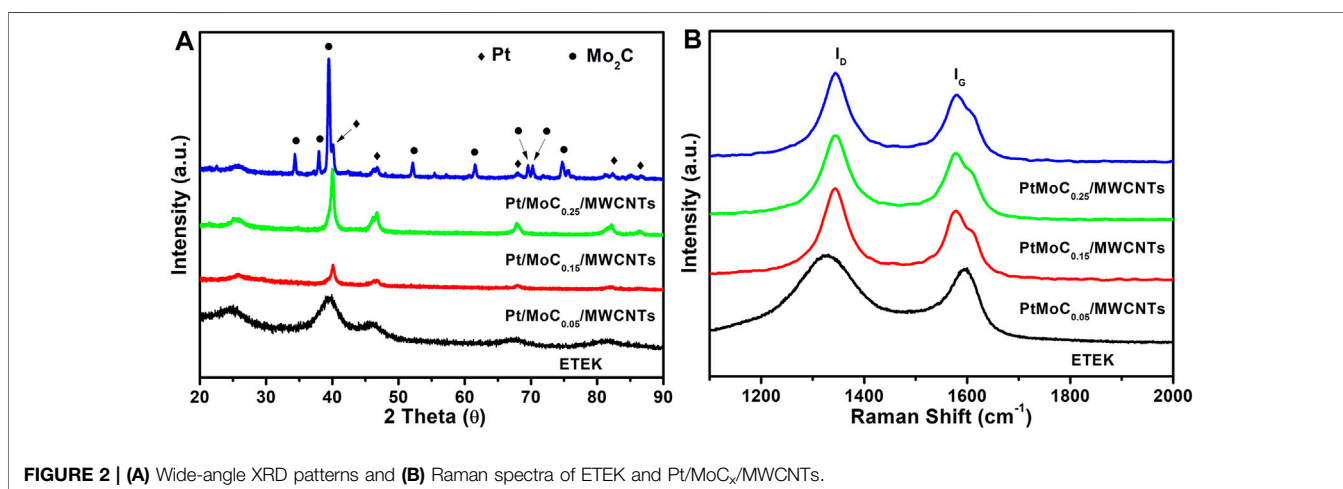 A
♦ Pt
● Mo₂C
Intensity (a.u.)
Pt/MoC₀.₂₅/MWCNTs
Pt/MoC₀.₁₅/MWCNTs
Pt/MoC₀.₀₅/MWCNTs
ETEK
20 30 40 50 60 70 80 90
2 Theta (θ)
B
I_D
I_G
Intensity (a.u.)
PtMoC₀.₂₅/MWCNTs
PtMoC₀.₁₅/MWCNTs
PtMoC₀.₀₅/MWCNTs
ETEK
1200 1400 1600 1800 2000
Raman Shift (cm⁻¹)
FIGURE 2 | (A) Wide-angle XRD patterns and (B) Raman spectra of ETEK and Pt/MoCₓ/MWCNTs.